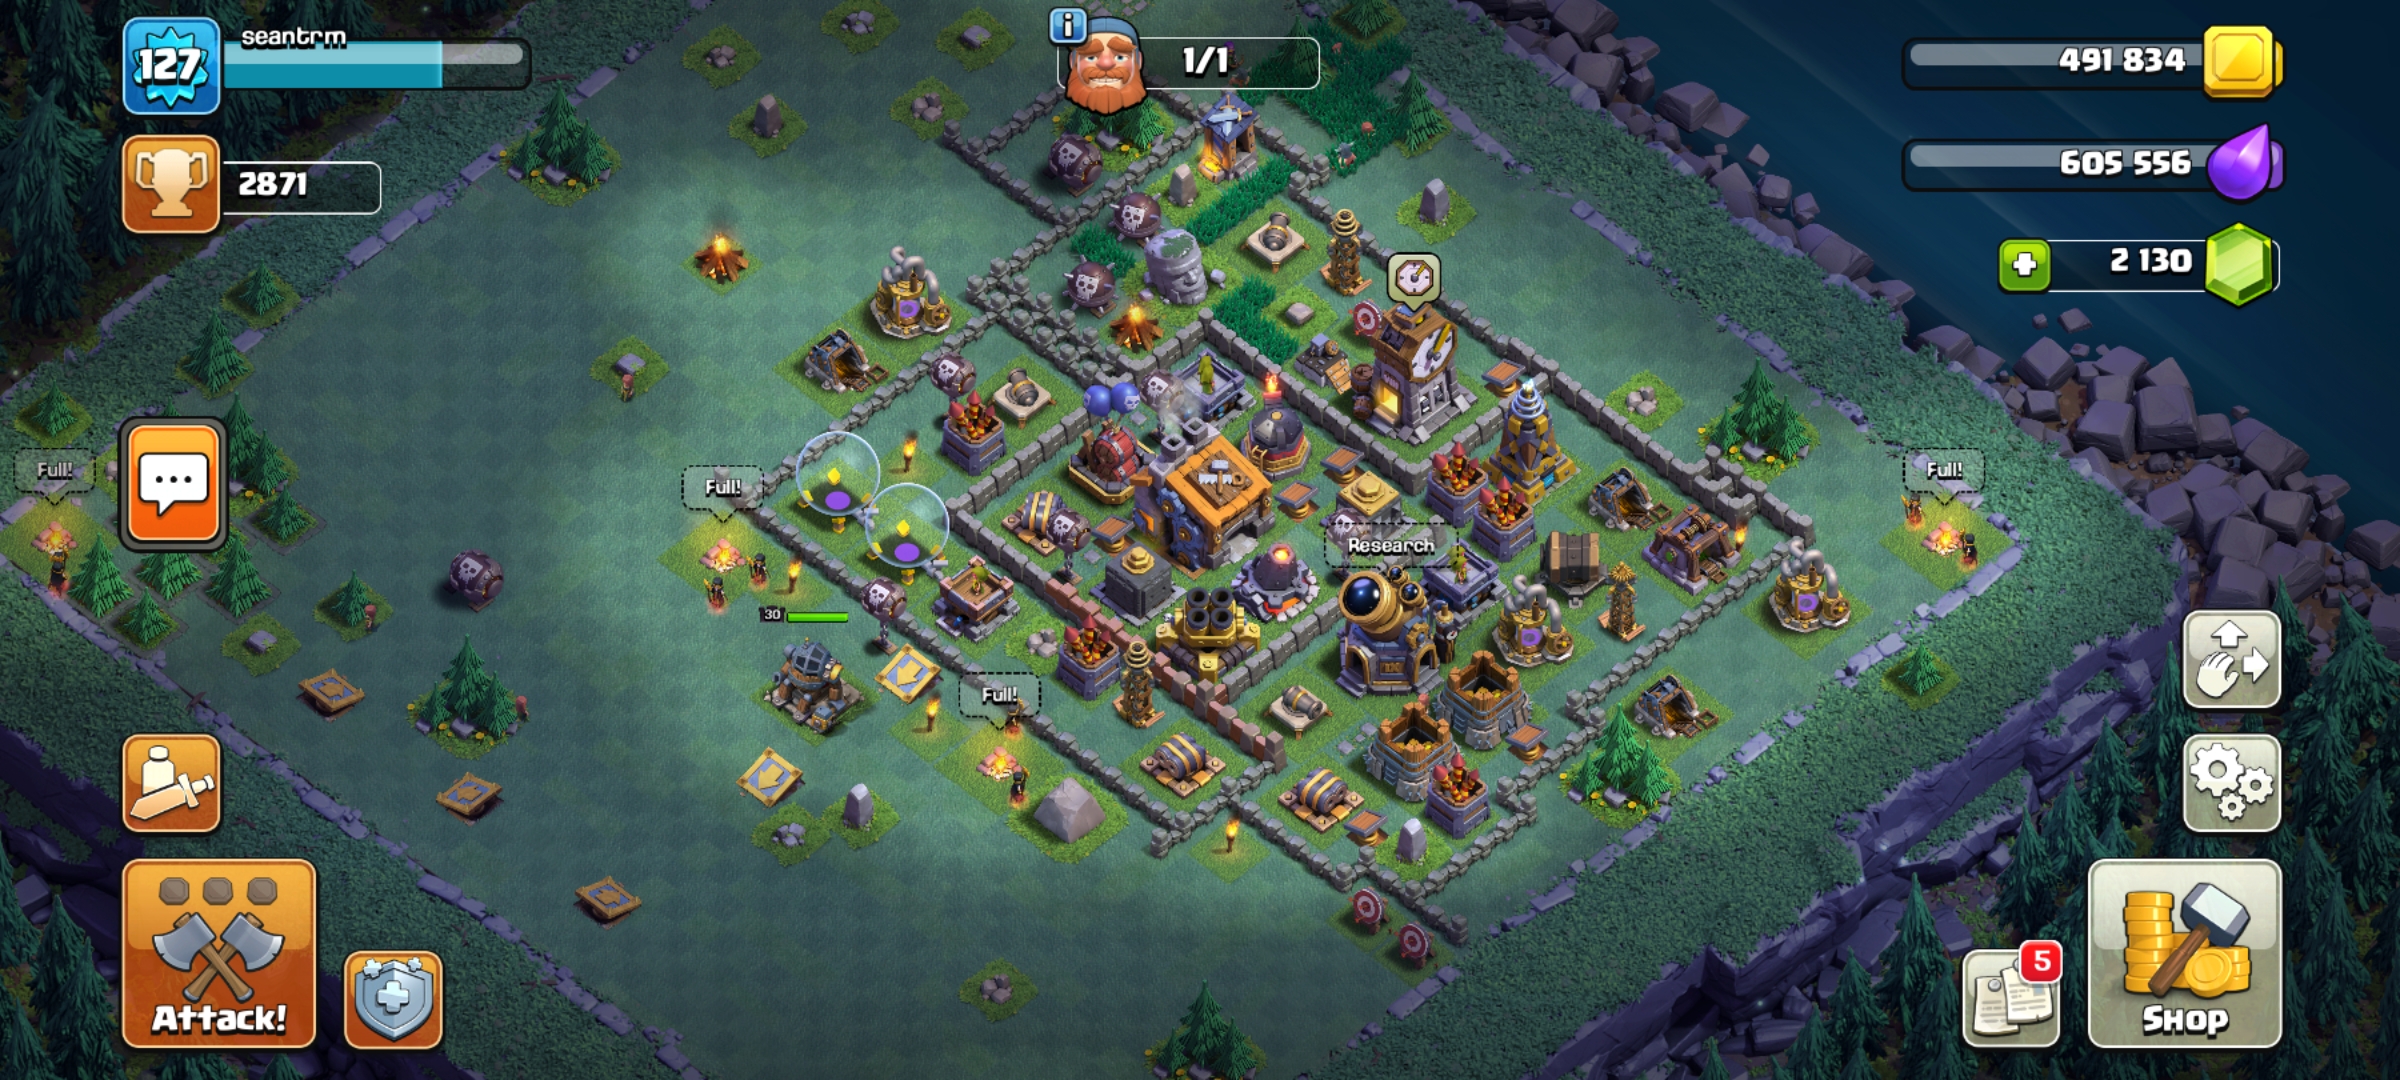 seantrm
127
1/1
491 834
2871
605 556
2 130
Full!
Full!
Full!
Research
30
Full!
5
Attack!
Shop